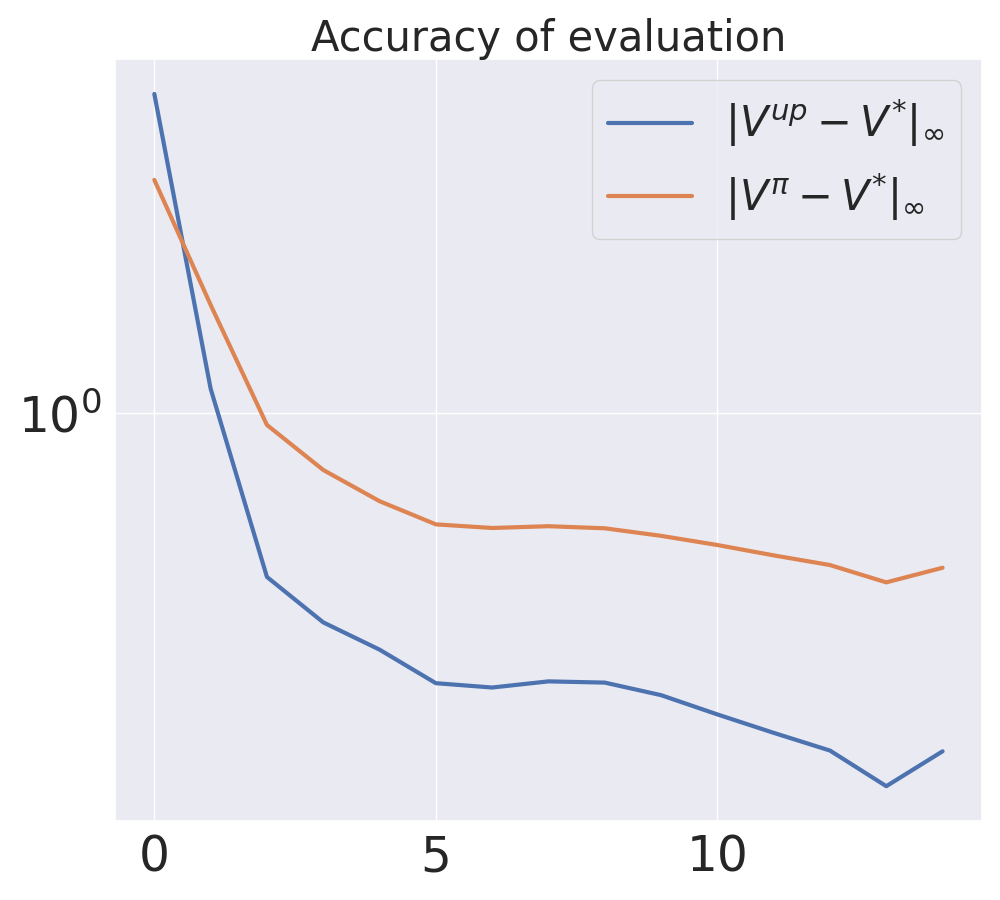 Accuracy of evaluation
|V^{up} − V^*|_∞
|V^π − V^*|_∞
10^0
0 5 10